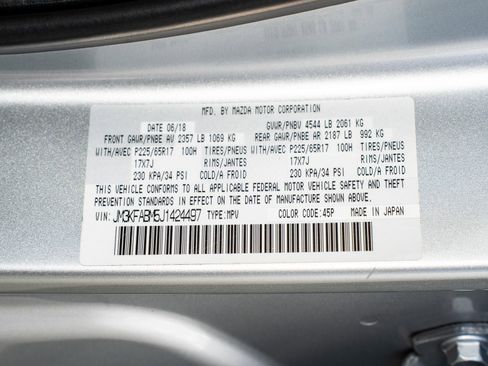 MFD. BY MAZDA MOTOR CORPORATION
DATE 06/18 GVWR/PNBV 4544 LB 2061 KG
FRONT GAWR/PNBE AV 2357 LB 1069 KG REAR GAWR/PNBE AR 2187 LB 992 KG
WITH/AVEC P225/65R17 100H TIRES/PNEUS WITH/AVEC P225/65R17 100H TIRES/PNEUS
17X7J RIMS/JANTES 17X7J RIMS/JANTES
230 KPA/34 PSI COLD/A FROID 230 KPA/34 PSI COLD/A FROID
THIS VEHICLE CONFORMS TO ALL APPLICABLE FEDERAL MOTOR VEHICLE SAFETY AND THEFT
PREVENTION STANDARDS IN EFFECT ON THE DATE OF MANUFACTURE SHOWN ABOVE.
VIN: JM3KFABM5J1424497 TYPE:MPV COLOR CODE:45P MADE IN JAPAN